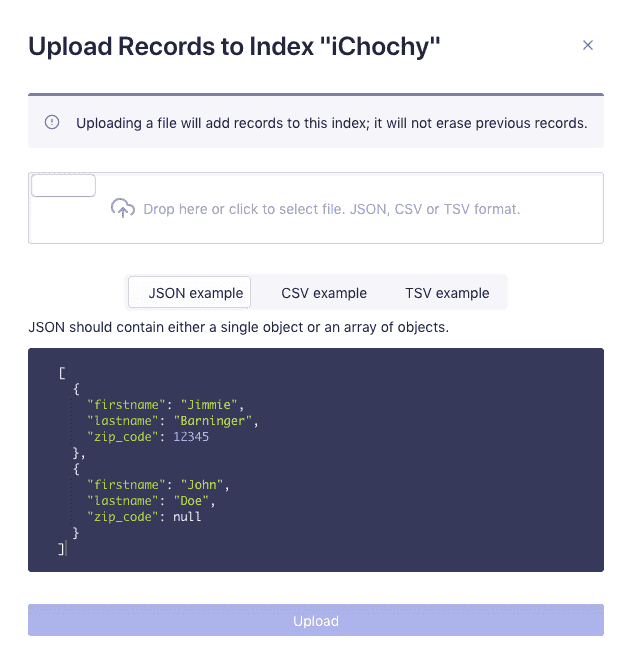 Upload Records to Index "iChochy"
Uploading a file will add records to this index; it will not erase previous records.
Drop here or click to select file. JSON, CSV or TSV format.
JSON example CSV example TSV example
JSON should contain either a single object or an array of objects.
[
  {
    "firstname": "Jimmie",
    "lastname": "Barninger",
    "zip_code": 12345
  },
  {
    "firstname": "John",
    "lastname": "Doe",
    "zip_code": null
  }
]
Upload